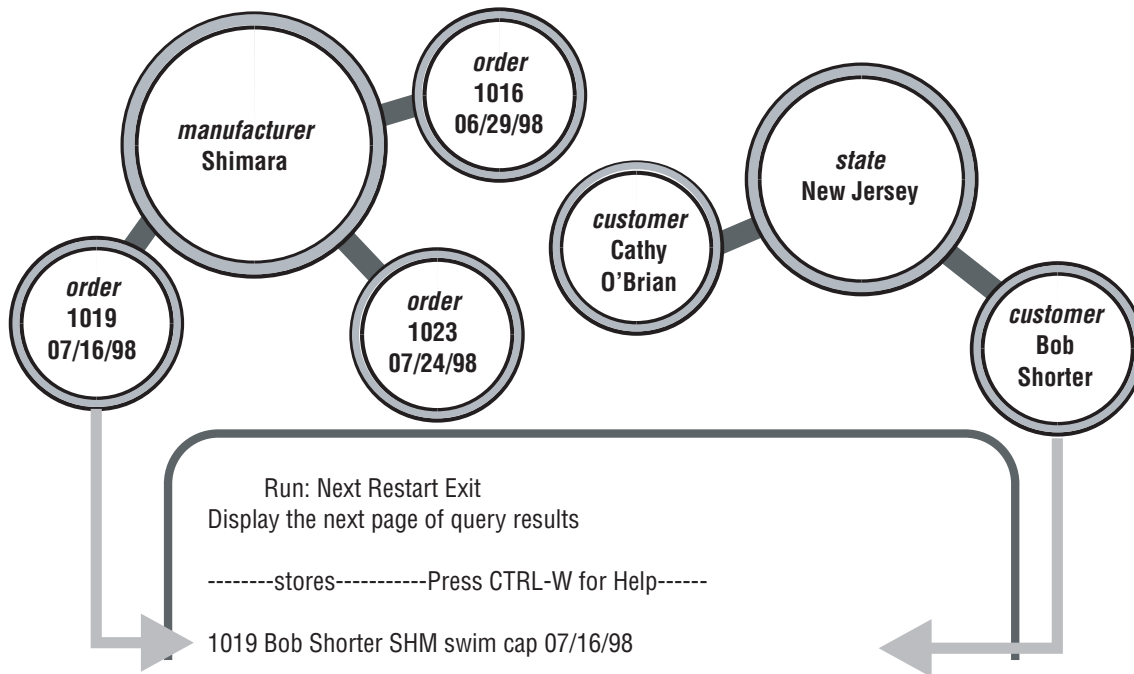 manufacturer
Shimara
order
1016
06/29/98
order
1019
07/16/98
order
1023
07/24/98
customer
Cathy
O’Brian
state
New Jersey
customer
Bob
Shorter
Run: Next Restart Exit
Display the next page of query results
--------stores-----------Press CTRL-W for Help------
1019 Bob Shorter SHM swim cap 07/16/98